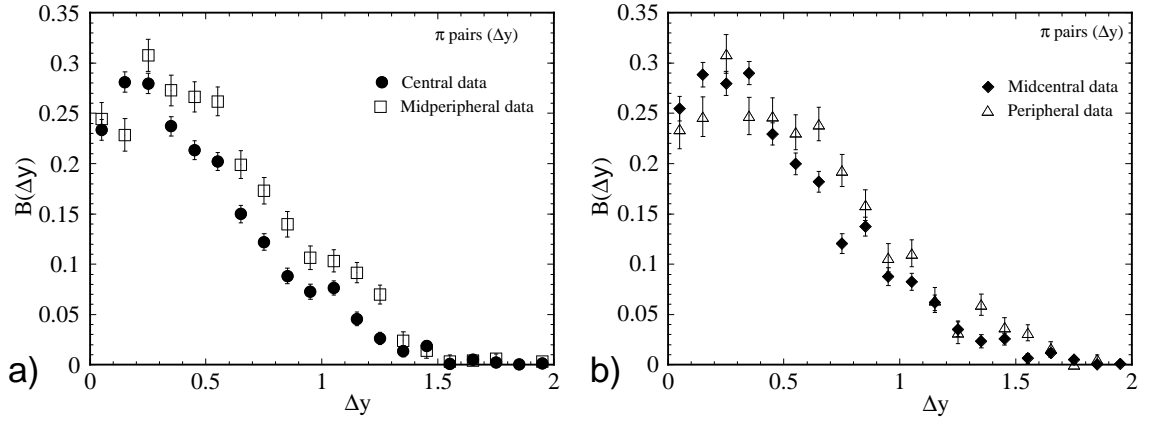 π pairs (Δy)
Central data
Midperipheral data
B(Δy)
0.35
0.3
0.25
0.2
0.15
0.1
0.05
0
0 0.5 1 1.5 2
Δy
a)
π pairs (Δy)
Midcentral data
Peripheral data
B(Δy)
0.35
0.3
0.25
0.2
0.15
0.1
0.05
0
0 0.5 1 1.5 2
Δy
b)